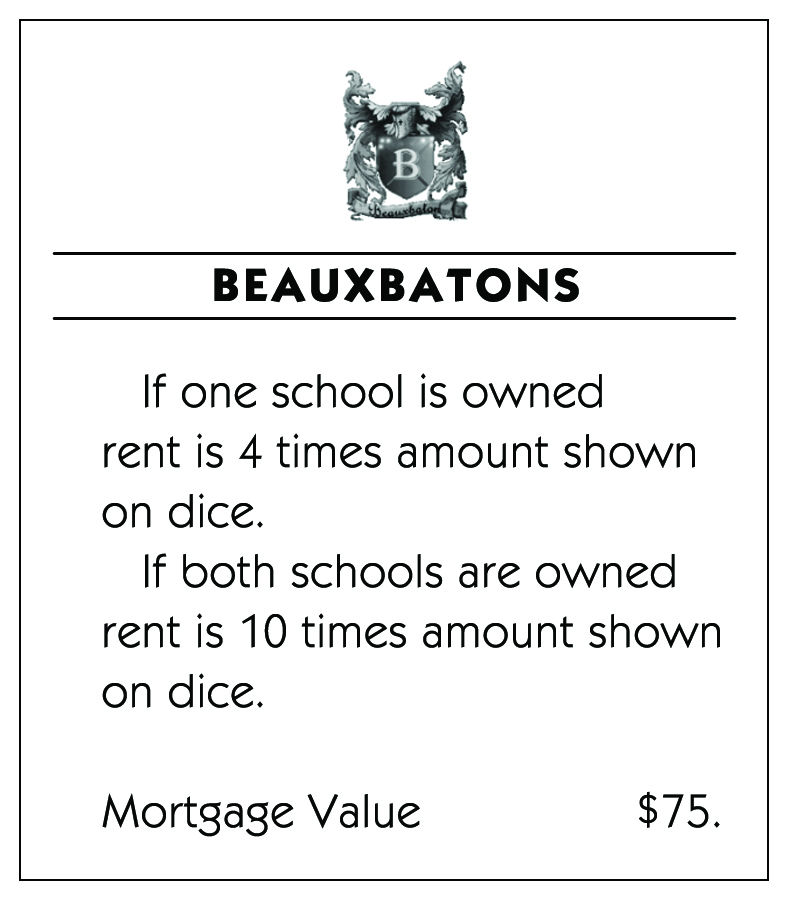 B
Beauxbaton
BEAUXBATONS
If one school is owned
rent is 4 times amount shown
on dice.
If both schools are owned
rent is 10 times amount shown
on dice.
Mortgage Value $75.